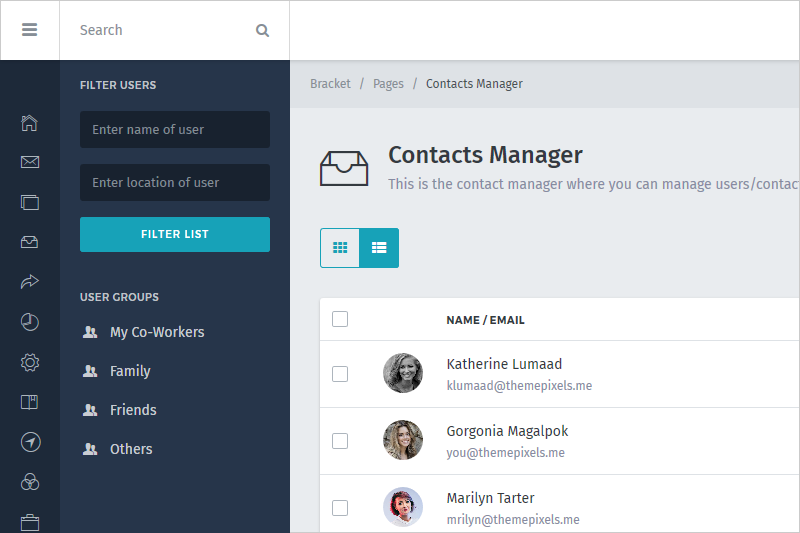 Search
FILTER USERS
Enter name of user
Enter location of user
FILTER LIST
USER GROUPS
My Co-Workers
Family
Friends
Others
Bracket / Pages / Contacts Manager
Contacts Manager
This is the contact manager where you can manage users/contac
NAME / EMAIL
Katherine Lumaad
klumaad@themepixels.me
Gorgonia Magalpok
you@themepixels.me
Marilyn Tarter
mrilyn@themepixels.me